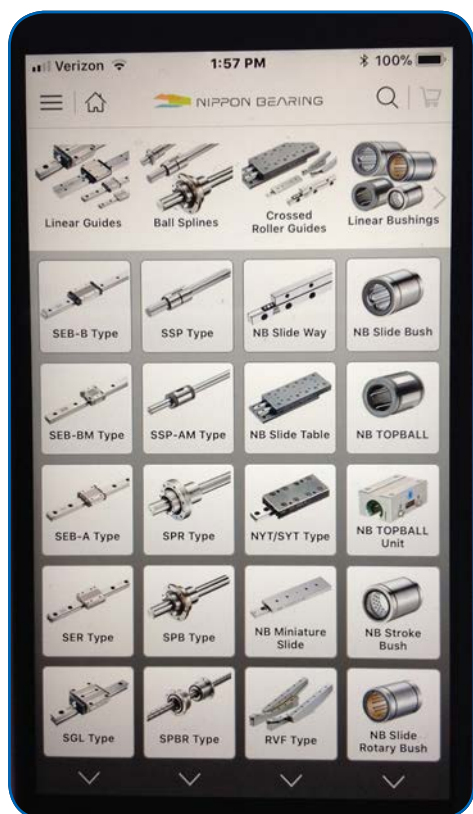 Verizon 1:57 PM 100%
NIPPON BEARING
Linear Guides
Ball Splines
Crossed
Roller Guides
Linear Bushings
SEB-B Type
SSP Type
NB Slide Way
NB Slide Bush
SEB-BM Type
SSP-AM Type
NB Slide Table
NB TOPBALL
SEB-A Type
SPR Type
NYT/SYT Type
NB TOPBALL
Unit
SER Type
SPB Type
NB Miniature
Slide
NB Stroke
Bush
SGL Type
SPBR Type
RVF Type
NB Slide
Rotary Bush